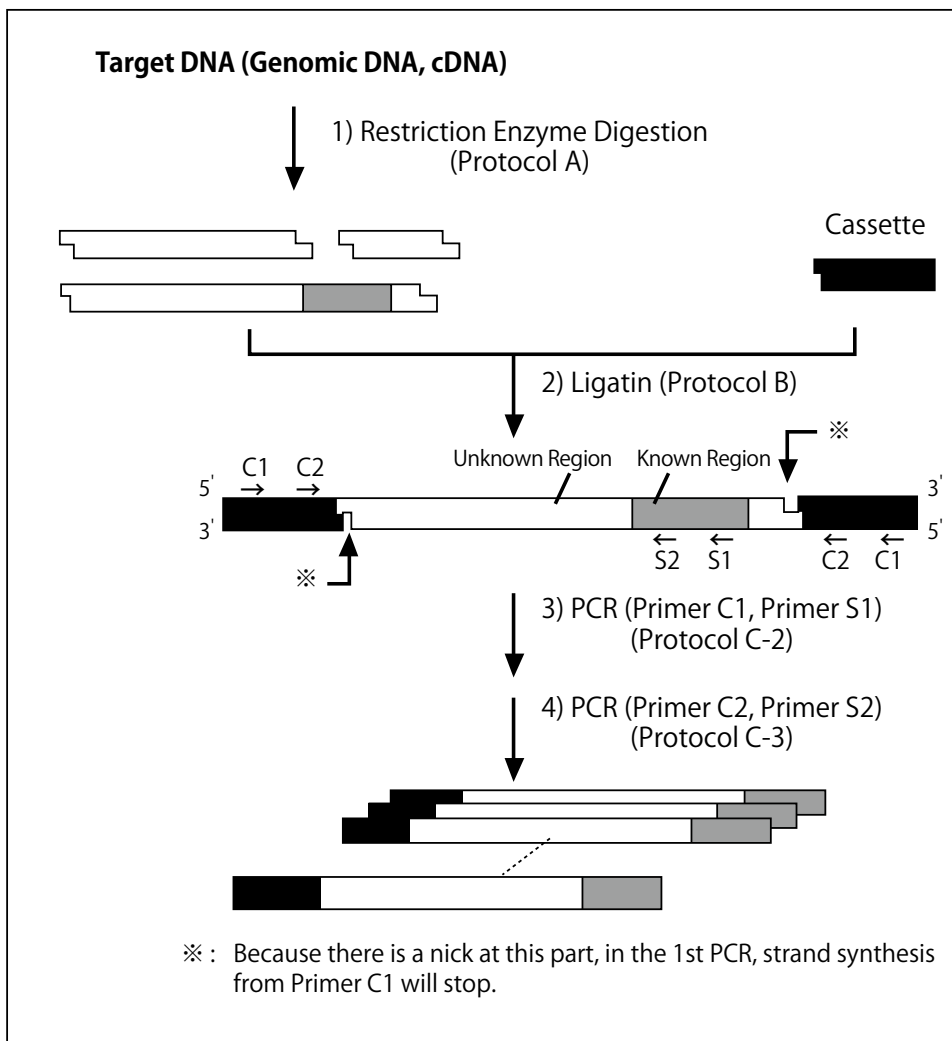 Target DNA (Genomic DNA, cDNA)
1) Restriction Enzyme Digestion
(Protocol A)
Cassette
2) Ligatin (Protocol B)
※
Unknown Region
Known Region
C1
C2
5'
3'
3'
5'
S2
S1
C2
C1
※
3) PCR (Primer C1, Primer S1)
(Protocol C-2)
4) PCR (Primer C2, Primer S2)
(Protocol C-3)
※ : Because there is a nick at this part, in the 1st PCR, strand synthesis
from Primer C1 will stop.